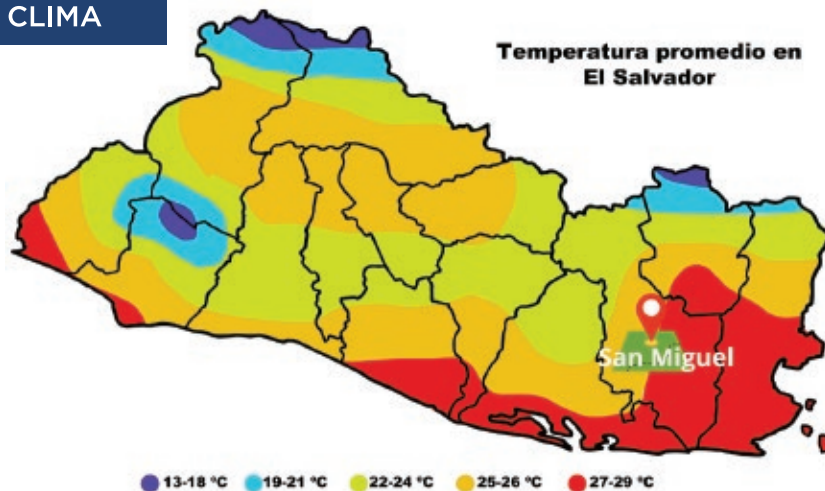 CLIMA
Temperatura promedio en
El Salvador
San Miguel
13-18 °C 19-21 °C 22-24 °C 25-26 °C 27-29 °C